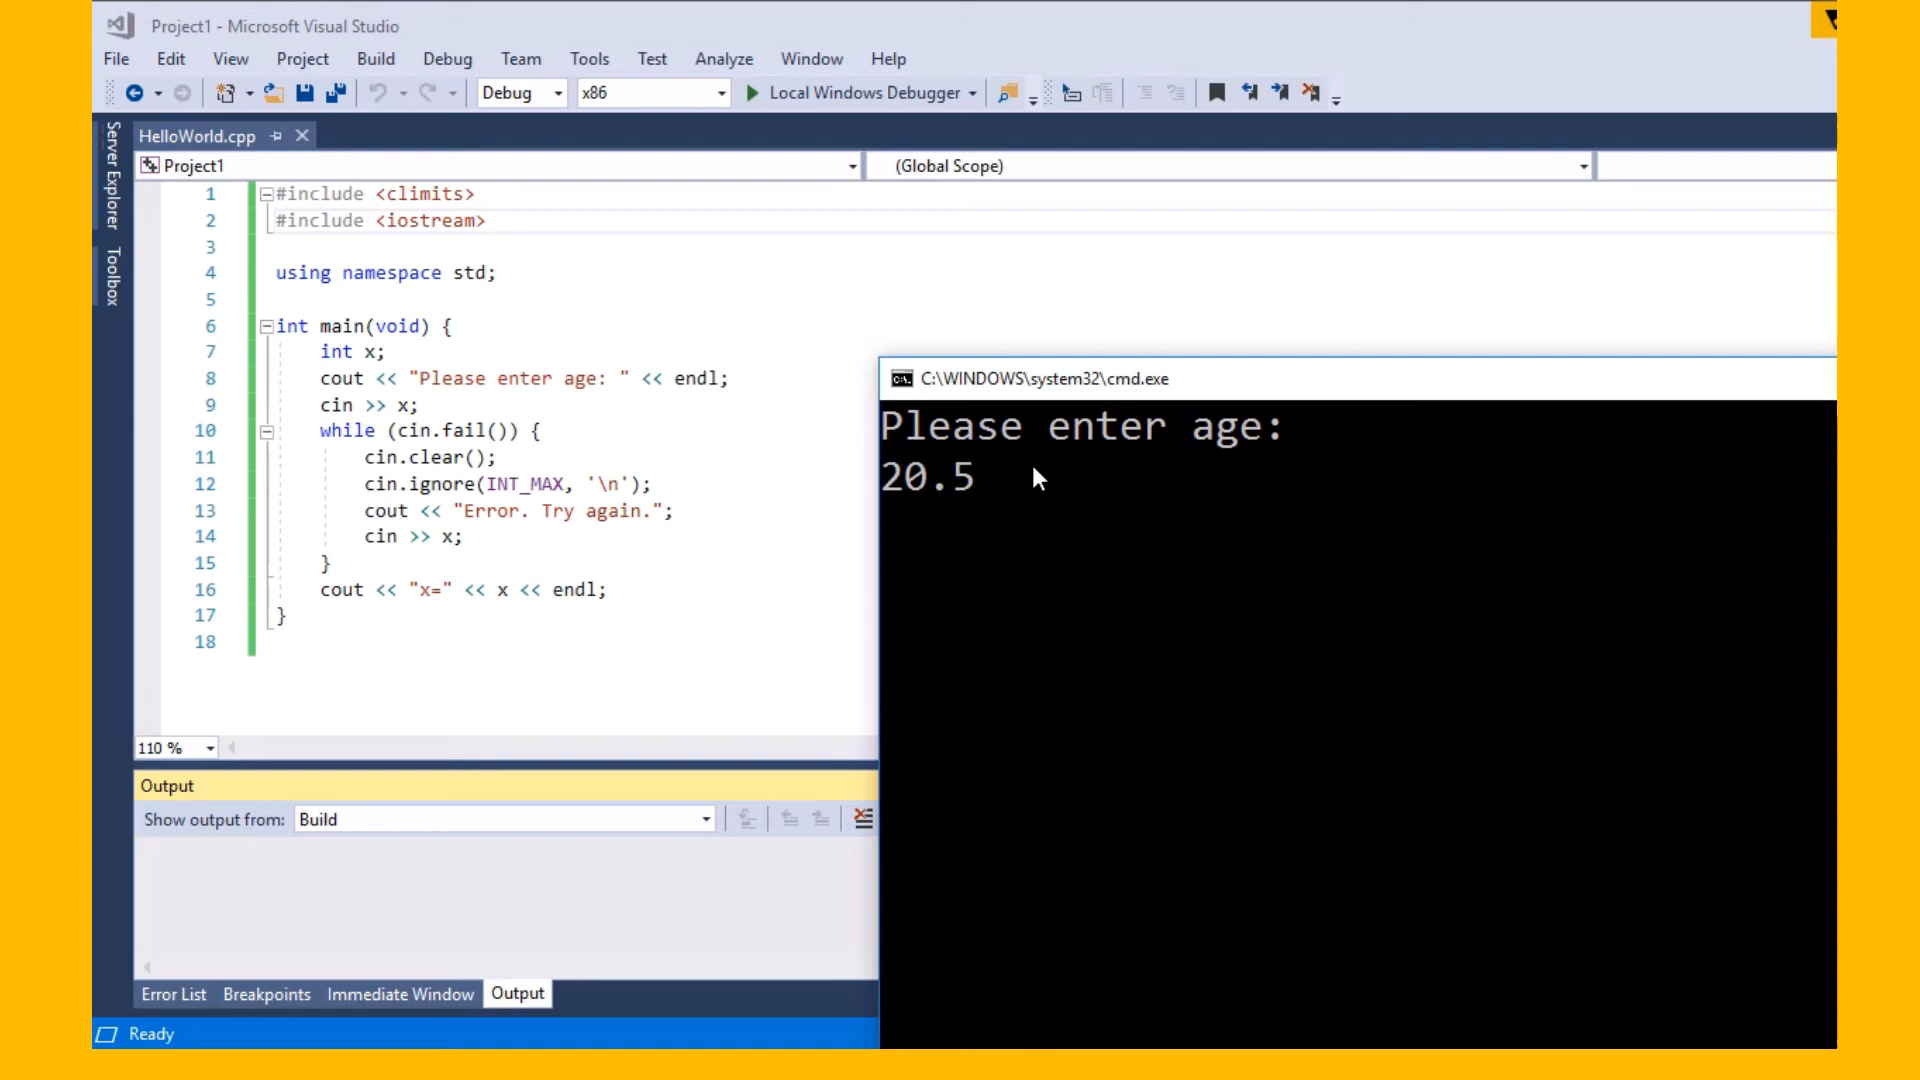 Project1 - Microsoft Visual Studio
File Edit View Project Build Debug Team Tools Test Analyze Window Help
Debug x86 Local Windows Debugger
Server Explorer
Toolbox
HelloWorld.cpp
Project1 (Global Scope)
1 #include <climits>
2 #include <iostream>
3
4 using namespace std;
5
6 int main(void) {
7 int x;
8 cout << "Please enter age: " << endl;
9 cin >> x;
10 while (cin.fail()) {
11 cin.clear();
12 cin.ignore(INT_MAX, '\n');
13 cout << "Error. Try again.";
14 cin >> x;
15 }
16 cout << "x=" << x << endl;
17 }
18
110 %
Output
Show output from: Build
Error List Breakpoints Immediate Window Output
Ready
C:\WINDOWS\system32\cmd.exe
Please enter age:
20.5